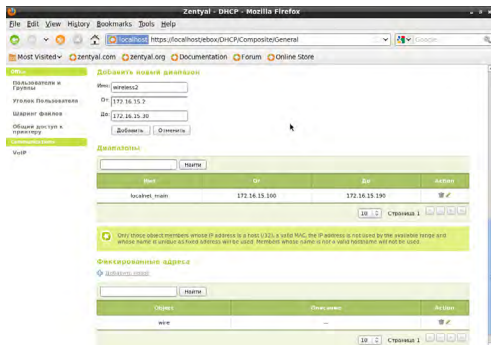 Zentyal - DHCP - Mozilla Firefox
File Edit View History Bookmarks Tools Help
localhost https://localhost/ebox/DHCP/Composite/General
Google
Most Visited zentyal.com zentyal.org Documentation Forum Online Store
Office
Пользователи и
Группы
Уголок Пользователя
Шаринг файлов
Общий доступ к
принтеру
Communications
VoIP
Добавить новый диапазон
Имя: wireless2
От: 172.16.15.2
До: 172.16.15.30
Добавить Отменить
Диапазоны
Найти
Имя От До Action
localnet_main 172.16.15.100 172.16.15.190
10 Страница 1
Only those object members whose IP address is a host (/32), a valid MAC, the IP address is not used by the available range and
whose name is unique as fixed address will be used. Members whose name is not a valid hostname will not be used.
Фиксированные адреса
Добавить
Найти
Object Описание Action
wire —
10 Страница 1